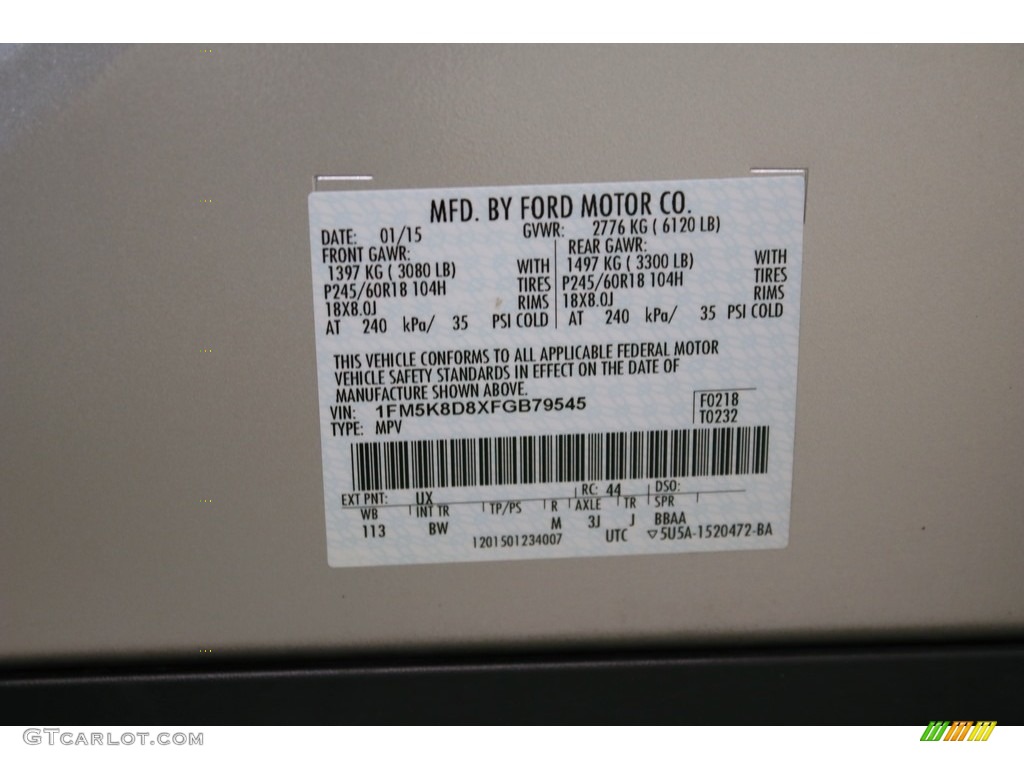 MFD. BY FORD MOTOR CO.
DATE: 01/15 GVWR: 2776 KG ( 6120 LB)
FRONT GAWR: REAR GAWR:
1397 KG ( 3080 LB) WITH 1497 KG ( 3300 LB) WITH
P245/60R18 104H TIRES P245/60R18 104H TIRES
18X8.0J RIMS 18X8.0J RIMS
AT 240 kPa/ 35 PSI COLD AT 240 kPa/ 35 PSI COLD
THIS VEHICLE CONFORMS TO ALL APPLICABLE FEDERAL MOTOR
VEHICLE SAFETY STANDARDS IN EFFECT ON THE DATE OF
MANUFACTURE SHOWN ABOVE.
VIN: 1FM5K8D8XFGB79545 F0218
TYPE: MPV T0232
EXT PNT: UX RC: 44 DSO:
WB INT TR TP/PS R AXLE TR SPR
113 BW M 3J J BBAA
1201501234007 UTC ▽5U5A-1520472-BA
GTCARLOT.COM